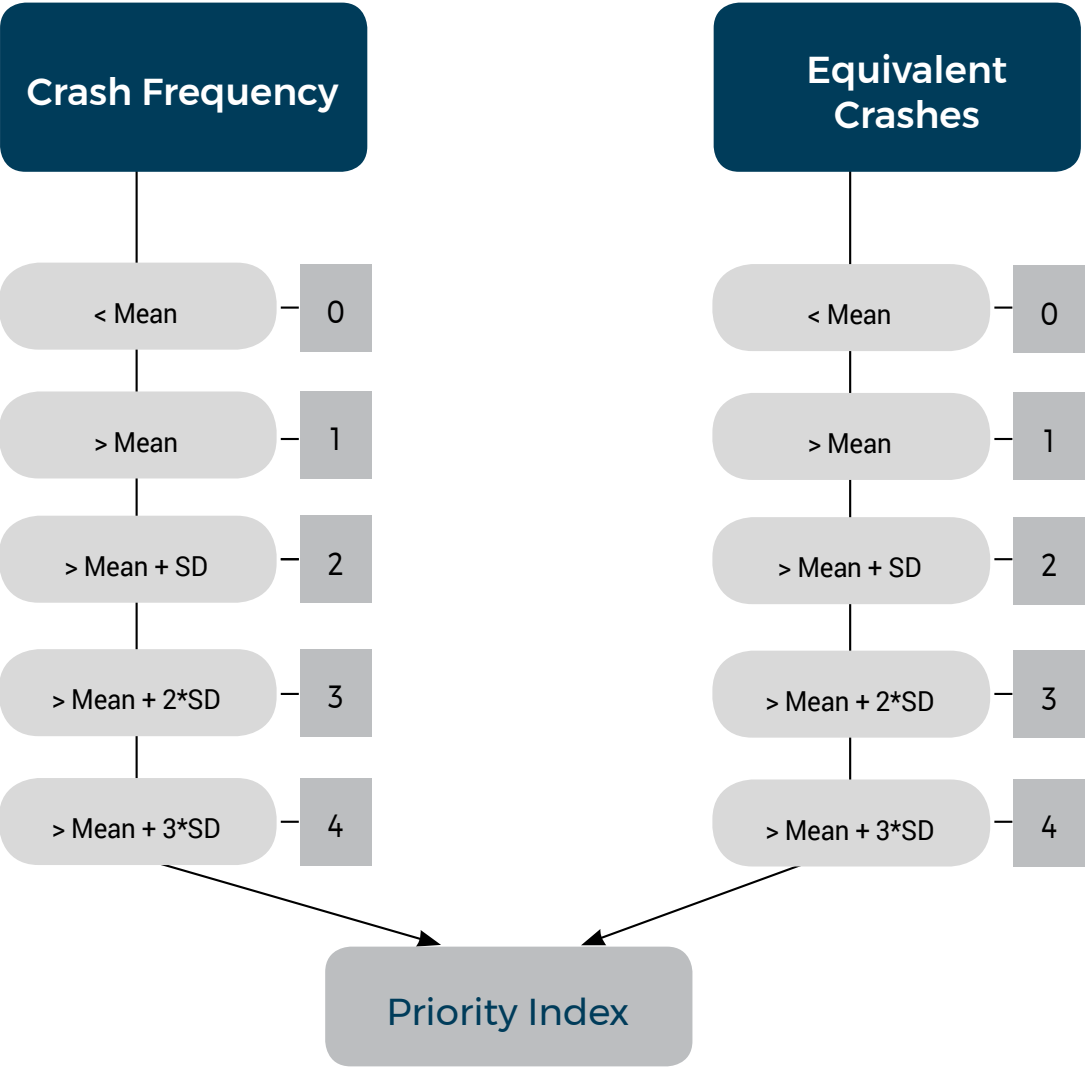 Crash Frequency
< Mean
0
> Mean
1
> Mean + SD
2
> Mean + 2*SD
3
> Mean + 3*SD
4
Equivalent
Crashes
< Mean
0
> Mean
1
> Mean + SD
2
> Mean + 2*SD
3
> Mean + 3*SD
4
Priority Index